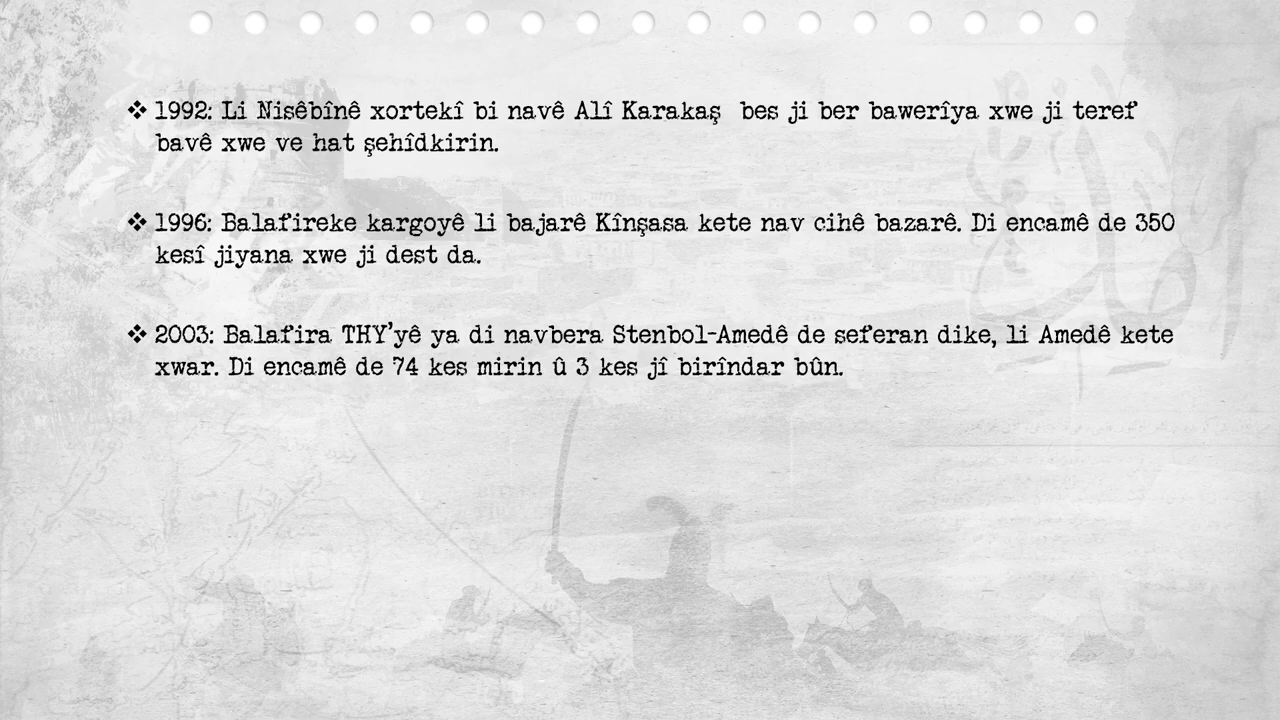 ❖ 1992: Li Nisêbînê xortekî bi navê Alî Karakaş  bes ji ber bawerîya xwe ji teref
bavê xwe ve hat şehîdkirin.
❖ 1996: Balafireke kargoyê li bajarê Kînşasa kete nav cihê bazarê. Di encamê de 350
kesî jiyana xwe ji dest da.
❖ 2003: Balafira THY’yê ya di navbera Stenbol-Amedê de seferan dike, li Amedê kete
xwar. Di encamê de 74 kes mirin û 3 kes jî birîndar bûn.